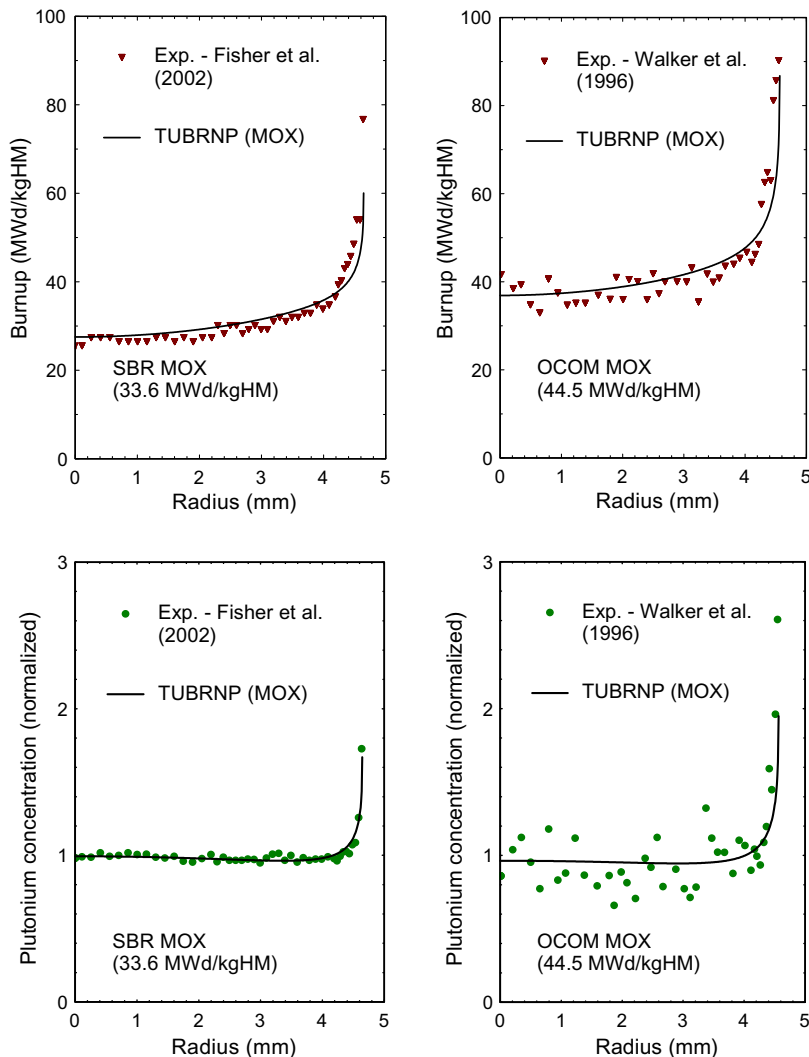 Burnup (MWd/kgHM)
100
80
60
40
20
0
Exp. - Fisher et al.
(2002)
TUBRNP (MOX)
SBR MOX
(33.6 MWd/kgHM)
0 1 2 3 4 5
Radius (mm)
Burnup (MWd/kgHM)
100
80
60
40
20
0
Exp. - Walker et al.
(1996)
TUBRNP (MOX)
OCOM MOX
(44.5 MWd/kgHM)
0 1 2 3 4 5
Radius (mm)
Plutonium concentration (normalized)
3
2
1
0
Exp. - Fisher et al.
(2002)
TUBRNP (MOX)
SBR MOX
(33.6 MWd/kgHM)
0 1 2 3 4 5
Radius (mm)
Plutonium concentration (normalized)
3
2
1
0
Exp. - Walker et al.
(1996)
TUBRNP (MOX)
OCOM MOX
(44.5 MWd/kgHM)
0 1 2 3 4 5
Radius (mm)